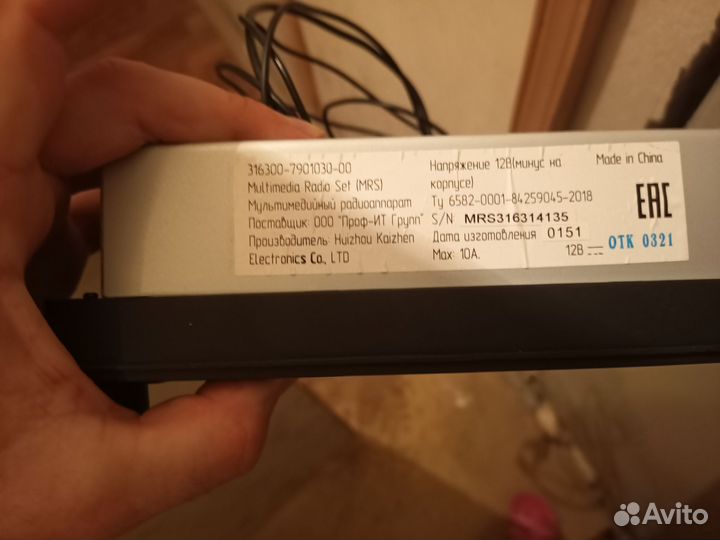 316300-7901030-00
Multimedia Radio Set (MRS)
Мультимедийный радиоаппарат
Поставщик: ООО "Проф-ИТ Групп"
Производитель: Huizhou Kaizhen
Electronics Co., LTD
Напряжение 12В(минус на
корпусе)
Ту 6582-0001-84259045-2018
S/N MRS316314135
Дата изготовления 0151
Max: 10А. 12В
Made in China
EAC
ОТК 0321
Avito